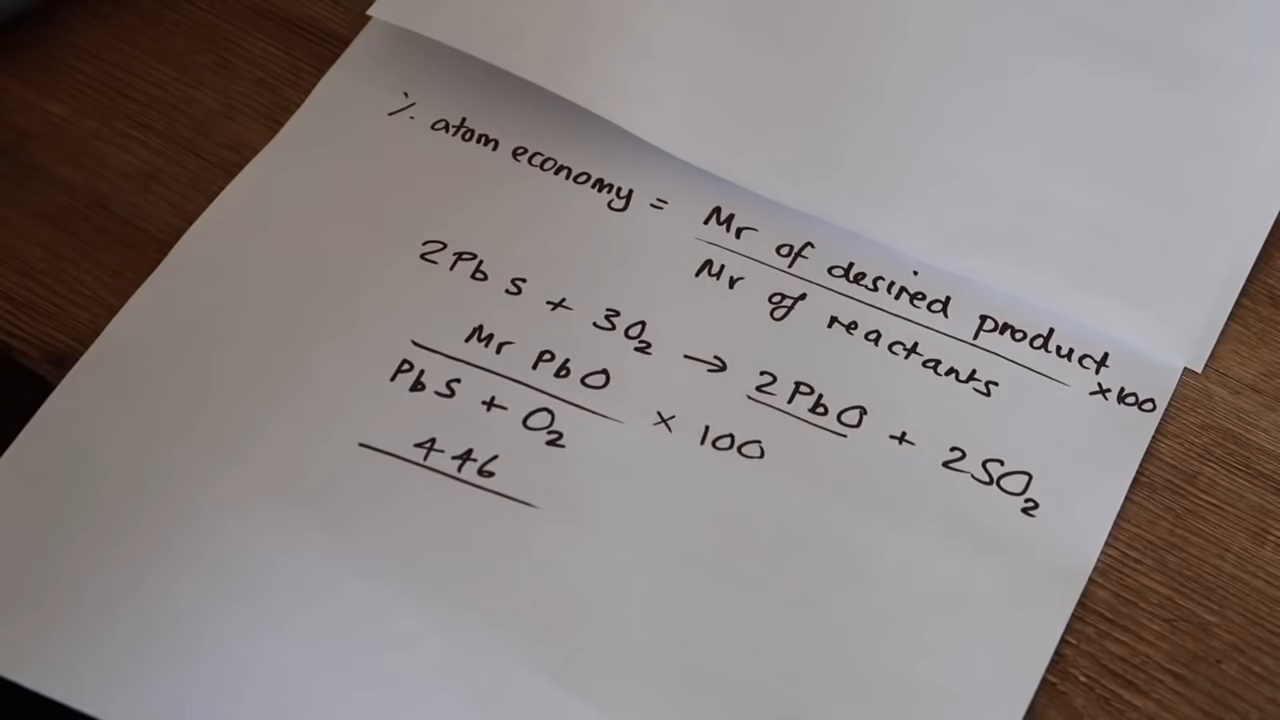 % atom economy = Mr of desired product
Mr of reactants ×100
2PbS + 3O₂ → 2PbO + 2SO₂
Mr PbO
PbS + O₂ × 100
446